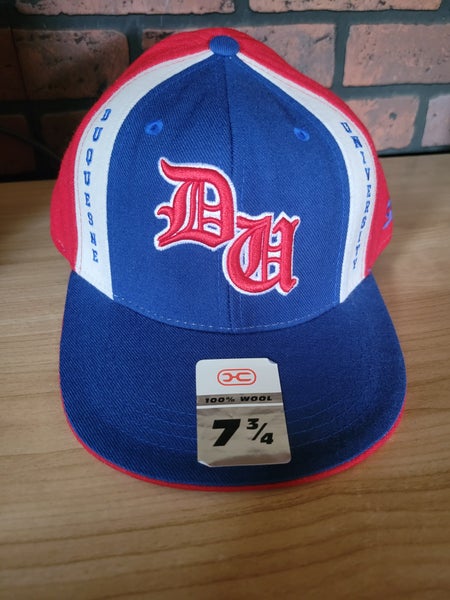 DUQUESNE
UNIVERSITY
DU
100% WOOL
7 3/4